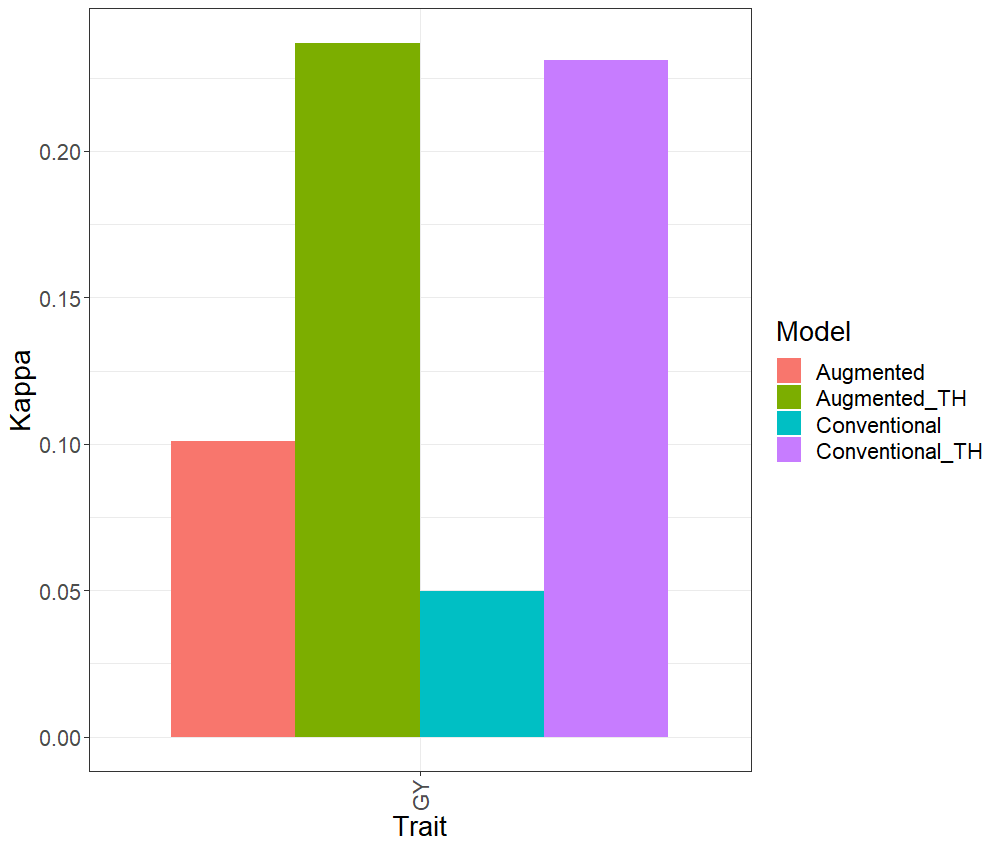 Kappa
0.20
0.15
0.10
0.05
0.00
GY
Trait
Model
Augmented
Augmented_TH
Conventional
Conventional_TH